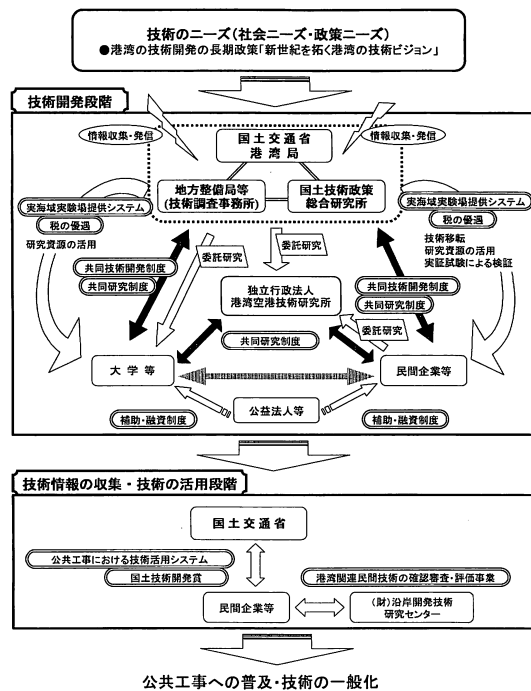 技術のニーズ(社会ニーズ・政策ニーズ)
●港湾の技術開発の長期政策「新世紀を拓く港湾の技術ビジョン」
技術開発段階
情報収集・発信
国土交通省
港湾局
情報収集・発信
地方整備局等
(技術調査事務所)
国土技術政策
総合研究所
実海域実験場提供システム
税の優遇
研究資源の活用
実海域実験場提供システム
税の優遇
技術移転
研究資源の活用
実証試験による検証
委託研究
委託研究
共同技術開発制度
共同研究制度
独立行政法人
港湾空港技術研究所
共同技術開発制度
共同研究制度
委託研究
共同研究制度
大学等
民間企業等
公益法人等
補助・融資制度
補助・融資制度
技術情報の収集・技術の活用段階
国土交通省
公共工事における技術活用システム
国土技術開発賞
港湾関連民間技術の確認審査・評価事業
民間企業等
(財)沿岸開発技術
研究センター
公共工事への普及・技術の一般化